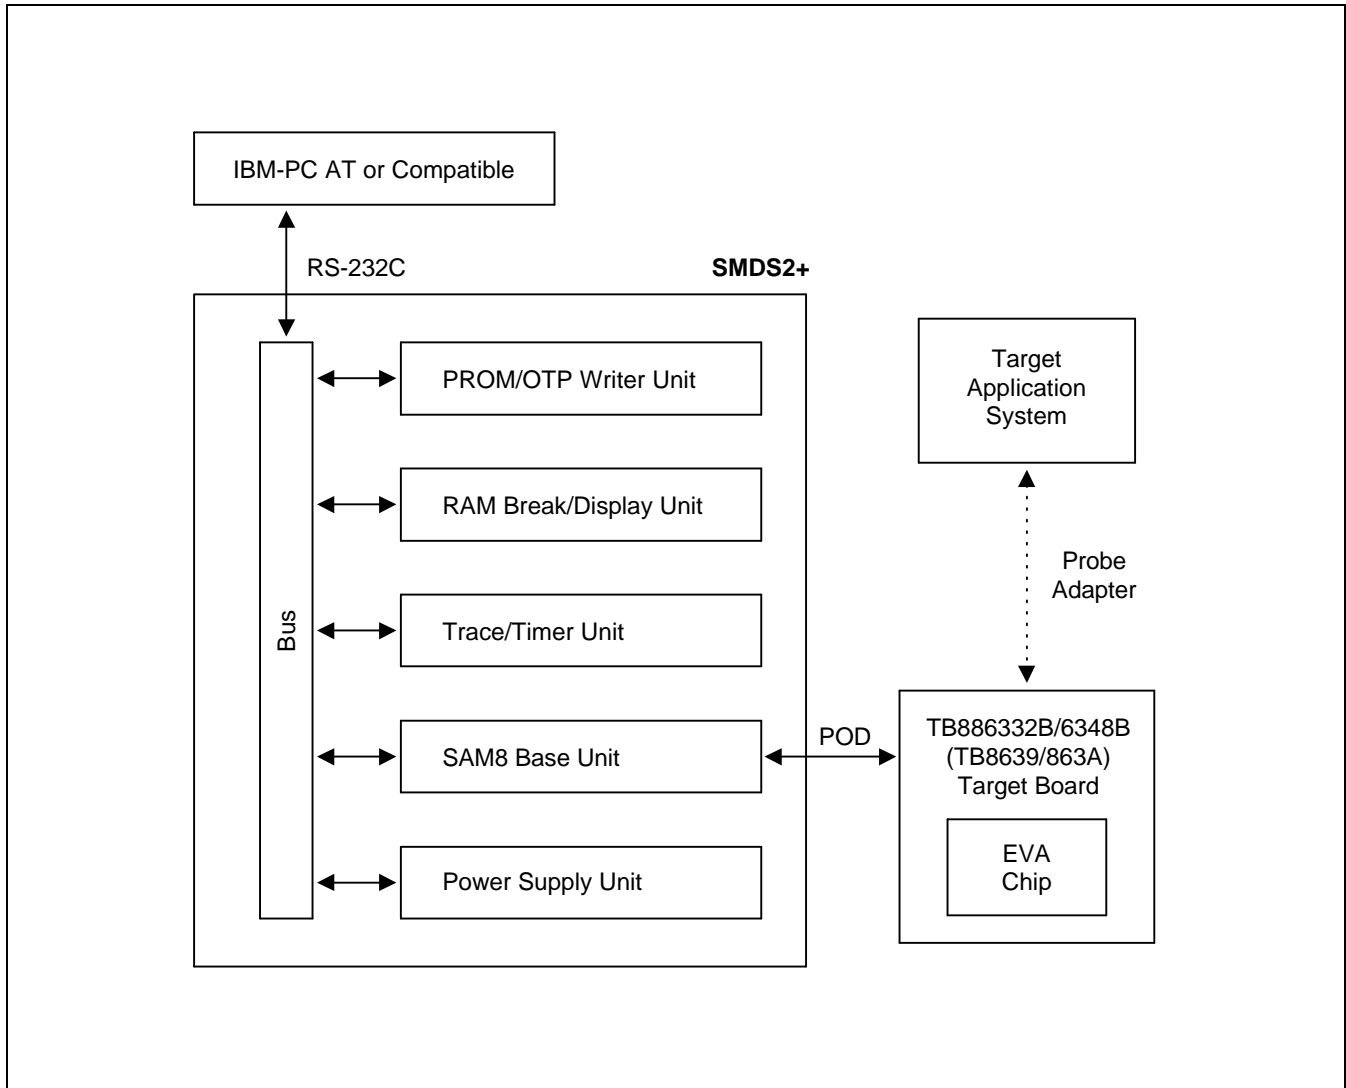 IBM-PC AT or Compatible
RS-232C
SMDS2+
PROM/OTP Writer Unit
Target
Application
System
RAM Break/Display Unit
Probe
Adapter
Bus
Trace/Timer Unit
SAM8 Base Unit
POD
TB886332B/6348B
(TB8639/863A)
Target Board
EVA
Chip
Power Supply Unit